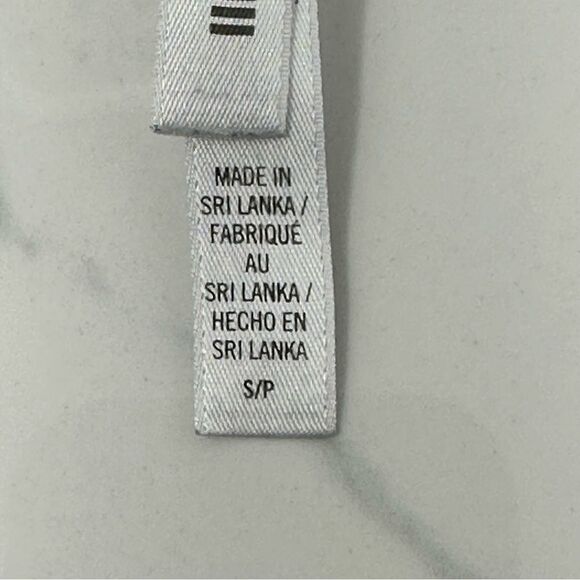 MADE IN
SRI LANKA /
FABRIQUÉ
AU
SRI LANKA /
HECHO EN
SRI LANKA
S/P